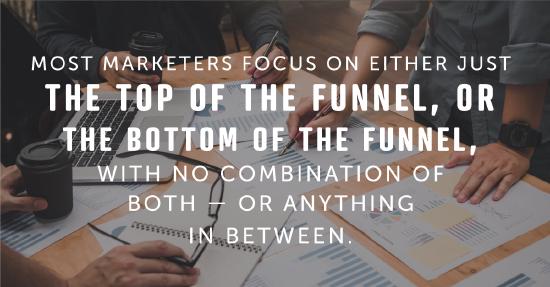 MOST MARKETERS FOCUS ON EITHER JUST
THE TOP OF THE FUNNEL, OR
THE BOTTOM OF THE FUNNEL,
WITH NO COMBINATION OF
BOTH — OR ANYTHING
IN BETWEEN.